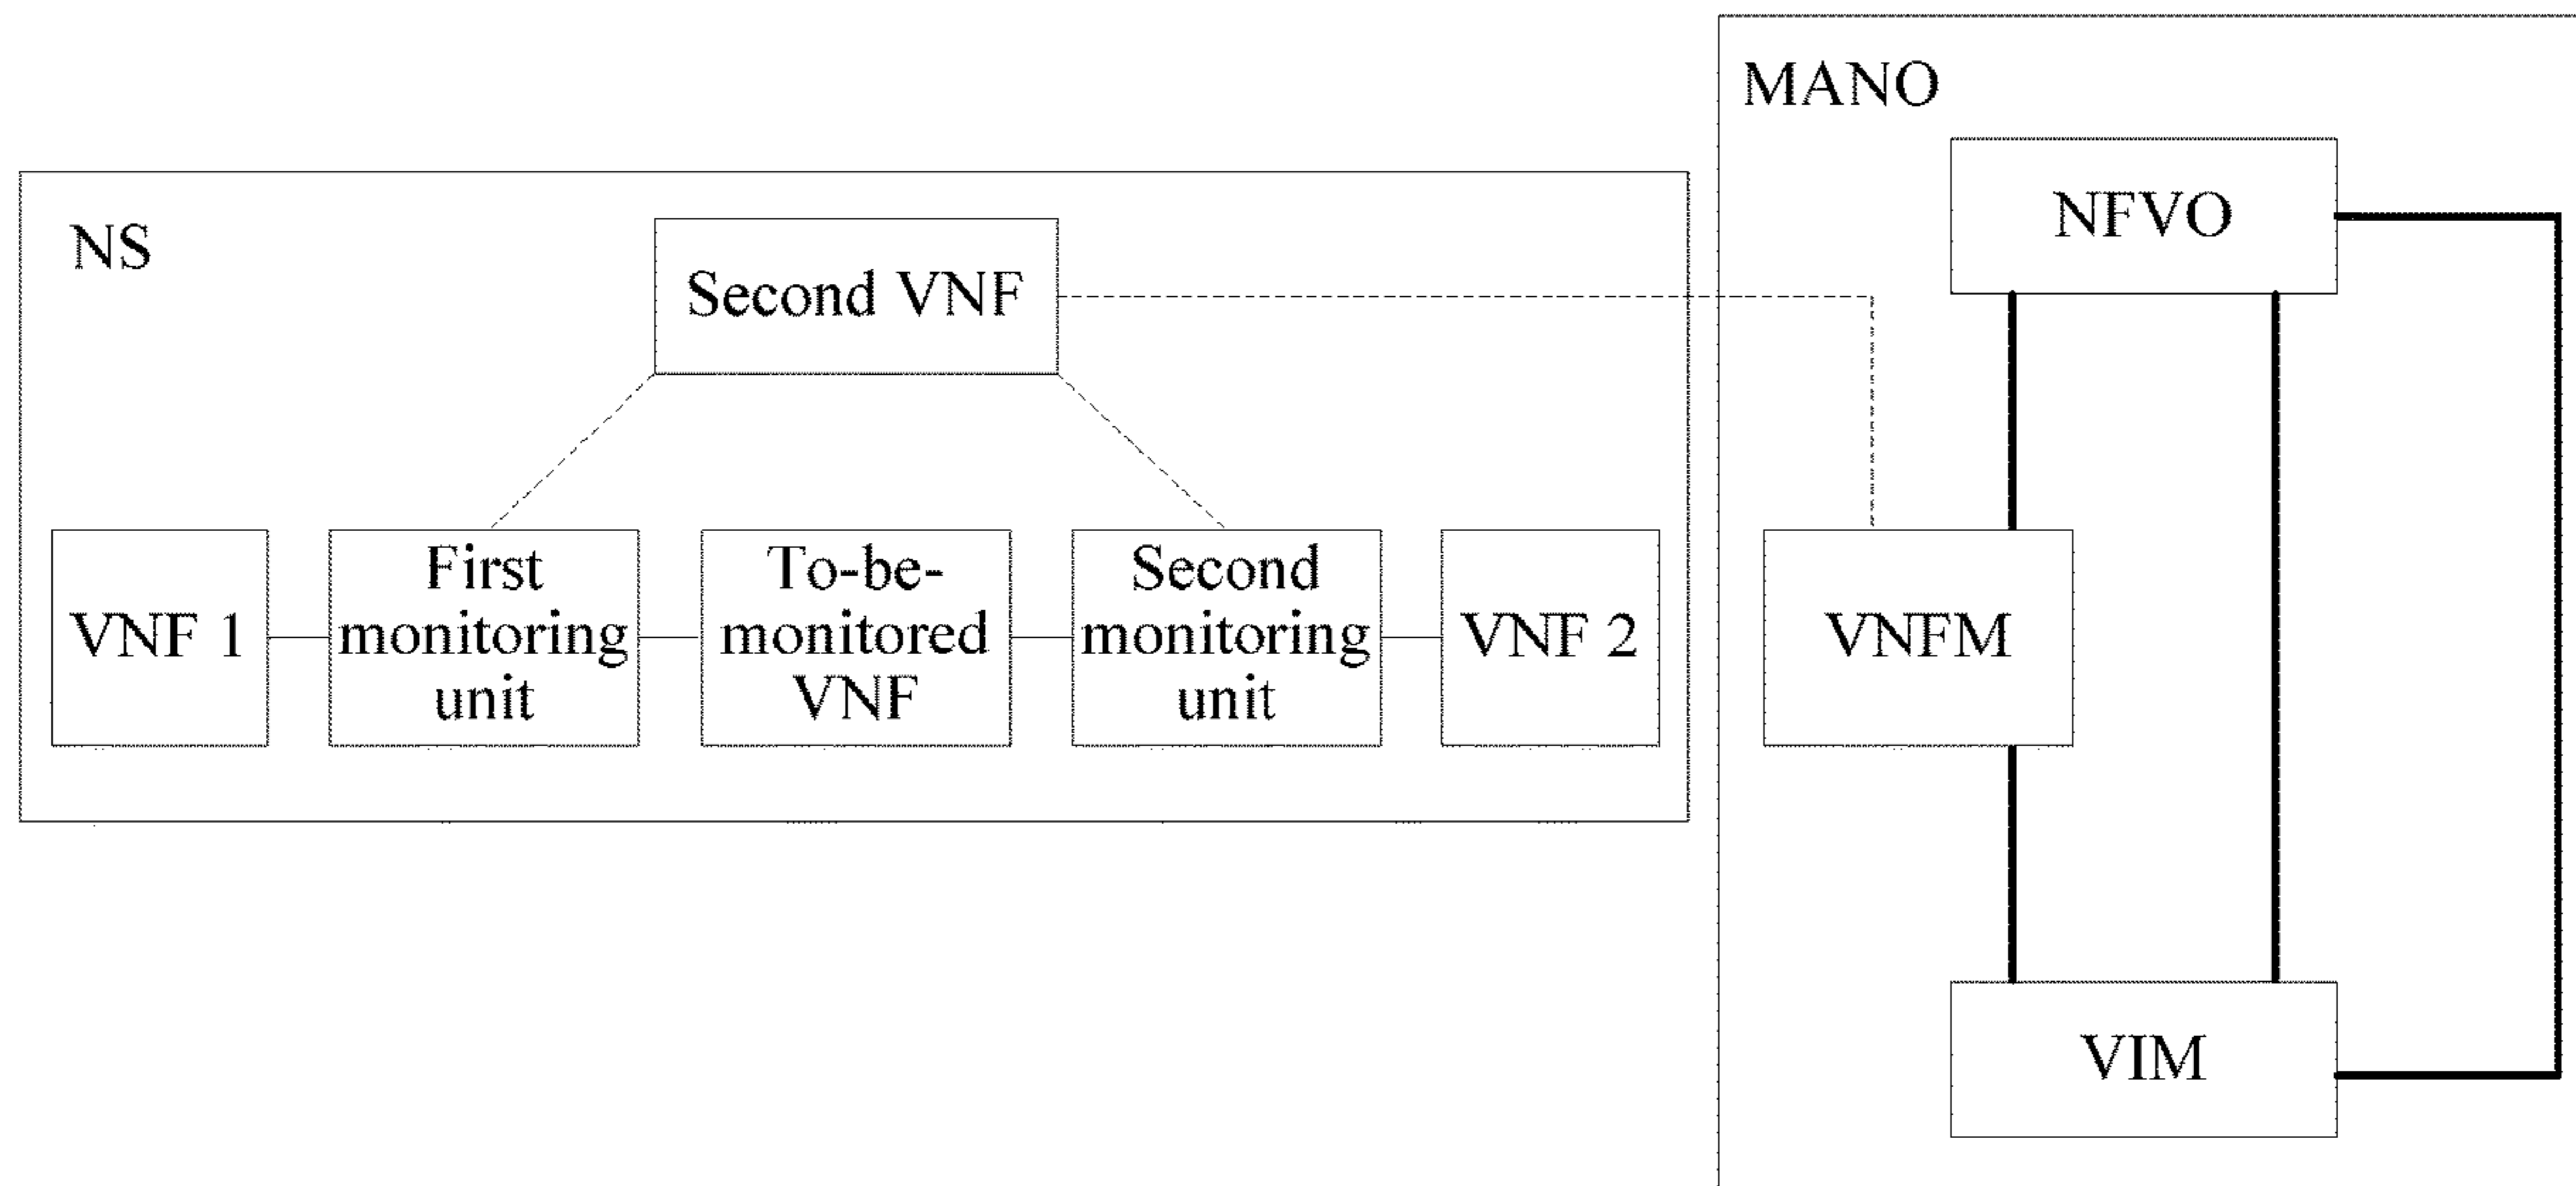 MANO
NFVO
NS
Second VNF
VNF 1
First
monitoring
unit
To-be-
monitored
VNF
Second
monitoring
unit
VNF 2
VNFM
VIM